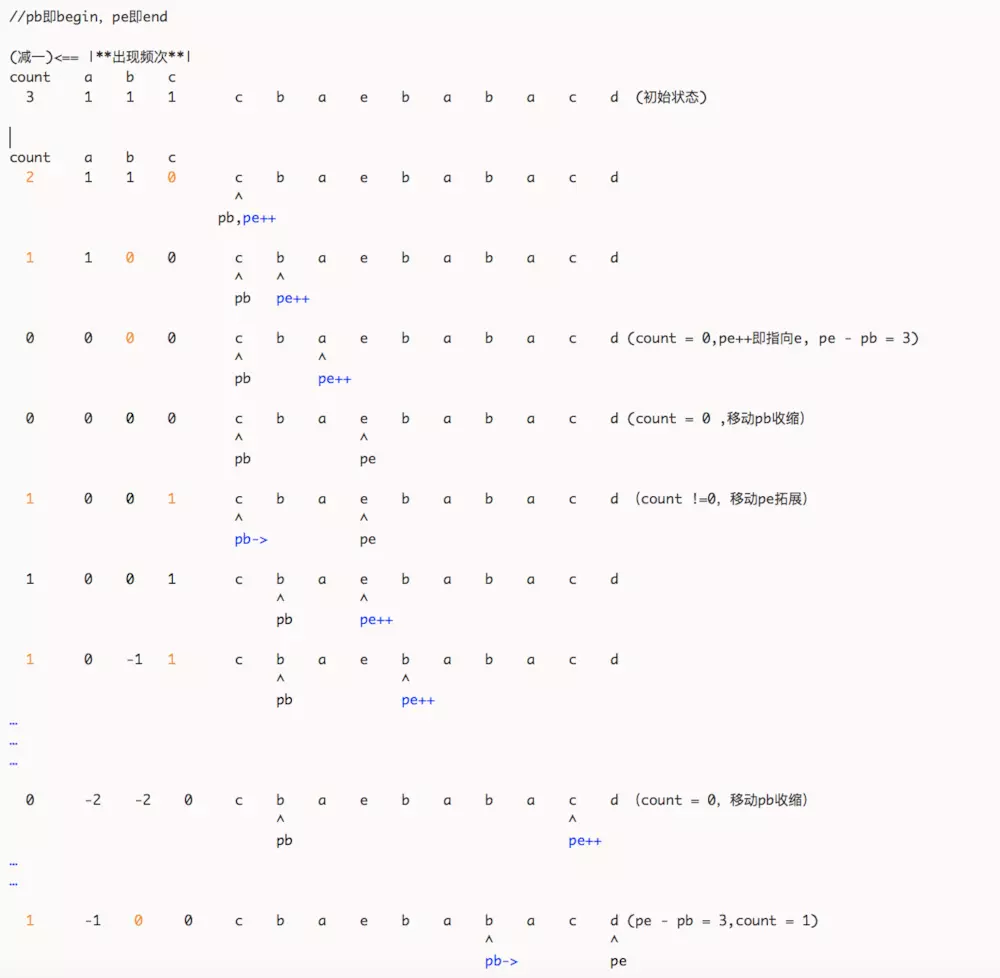 //pb即begin, pe即end
(减一)<== |**出现频次**|
count a b c
3 1 1 1 c b a e b a b a c d (初始状态)
count a b c
2 1 1 0 c b a e b a b a c d
^
pb,pe++
1 1 0 0 c b a e b a b a c d
^ ^
pb pe++
0 0 0 0 c b a e b a b a c d (count = 0,pe++即指向e, pe - pb = 3)
^ ^
pb pe++
0 0 0 0 c b a e b a b a c d (count = 0 ,移动pb收缩)
^ ^
pb pe
1 0 0 1 c b a e b a b a c d (count !=0, 移动pe拓展)
^ ^
pb-> pe
1 0 0 1 c b a e b a b a c d
^ ^
pb pe++
1 0 -1 1 c b a e b a b a c d
^ ^
pb pe++
…
…
…
0 -2 -2 0 c b a e b a b a c d (count = 0, 移动pb收缩)
^ ^
pb pe++
…
…
1 -1 0 0 c b a e b a b a c d (pe - pb = 3,count = 1)
^ ^
pb-> pe